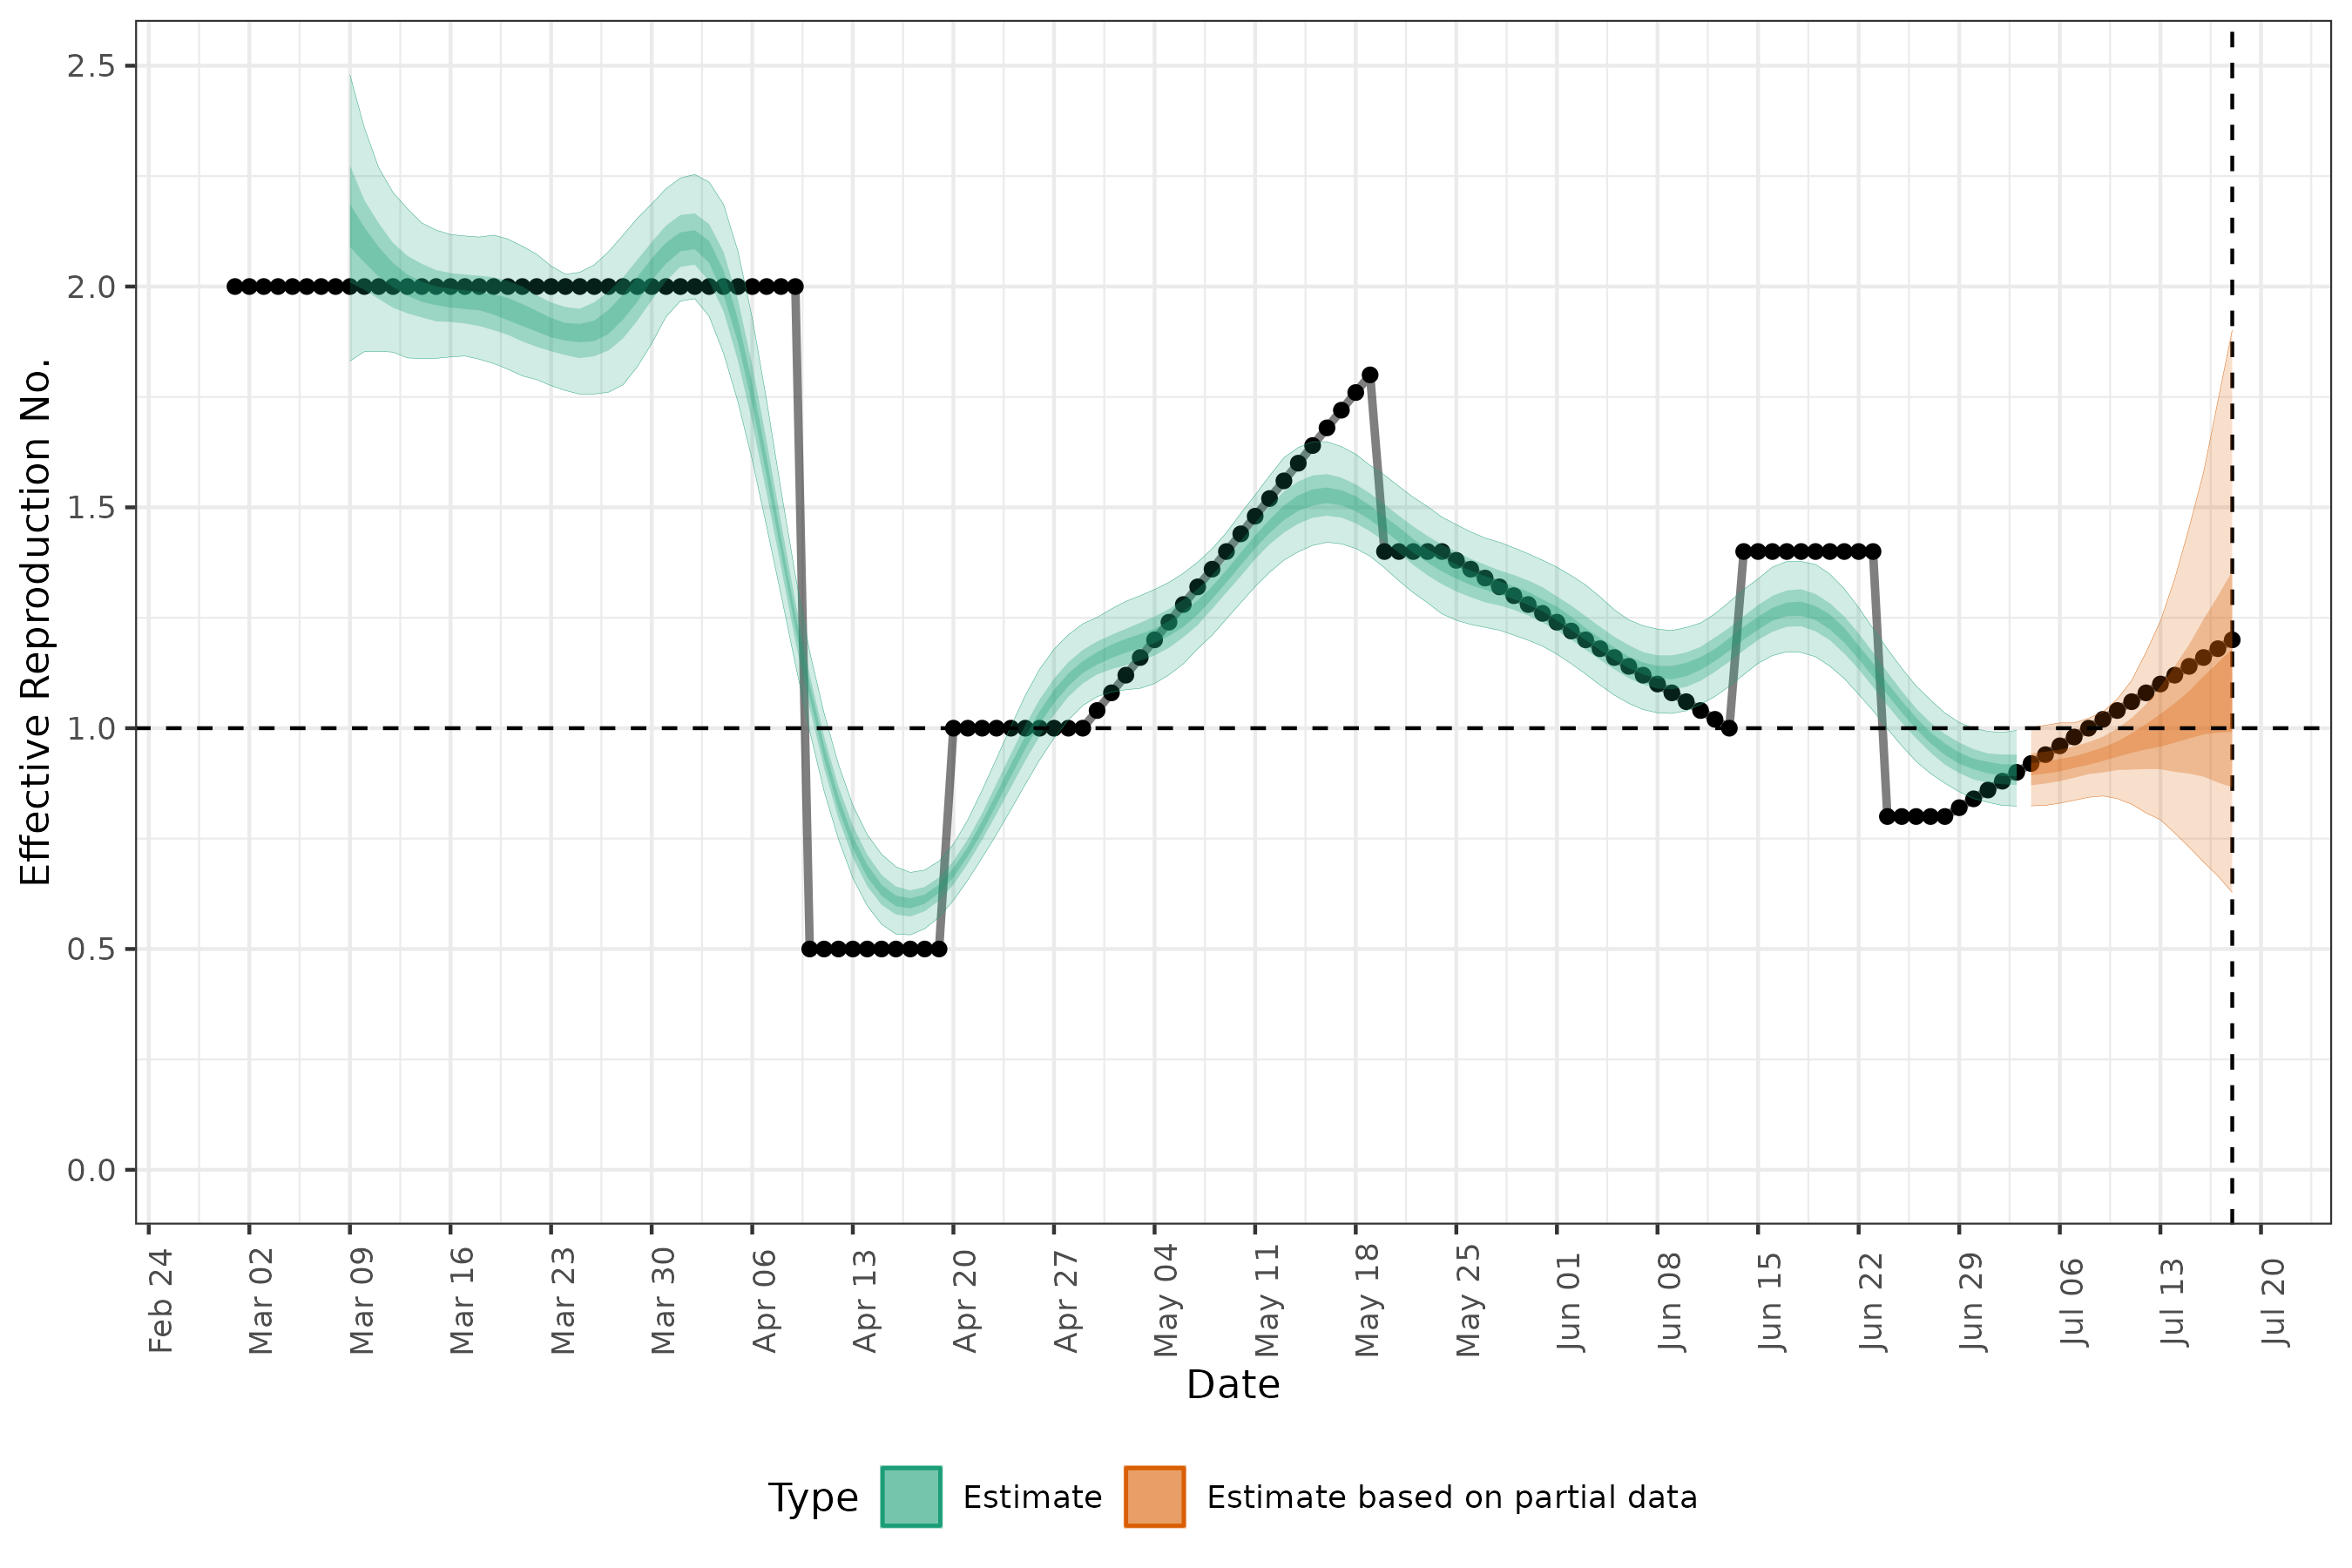 Effective Reproduction No.
2.5
2.0
1.5
1.0
0.5
0.0
Feb 24
Mar 02
Mar 09
Mar 16
Mar 23
Mar 30
Apr 06
Apr 13
Apr 20
Apr 27
May 04
May 11
May 18
May 25
Jun 01
Jun 08
Jun 15
Jun 22
Jun 29
Jul 06
Jul 13
Jul 20
Date
Type Estimate Estimate based on partial data